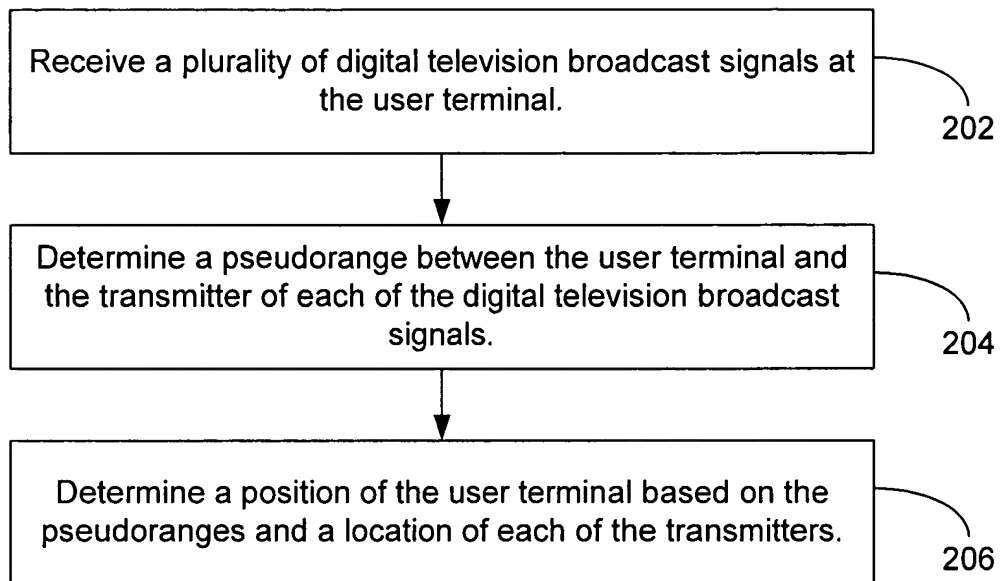 Receive a plurality of digital television broadcast signals at
the user terminal.
202
Determine a pseudorange between the user terminal and
the transmitter of each of the digital television broadcast
signals.
204
Determine a position of the user terminal based on the
pseudoranges and a location of each of the transmitters.
206